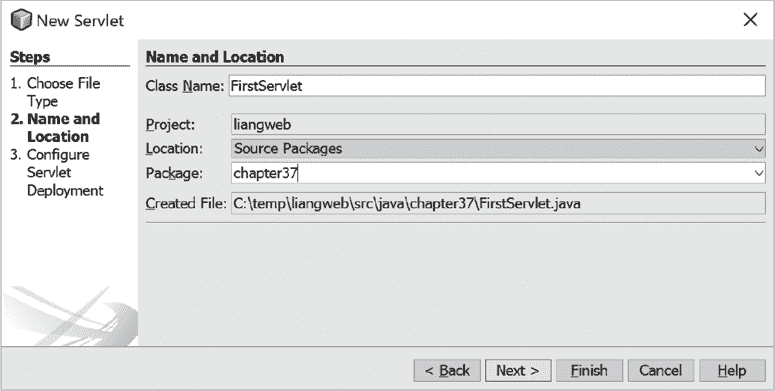 New Servlet
Steps
1. Choose File
Type
2. Name and
Location
3. Configure
Servlet
Deployment
Name and Location
Class Name: FirstServlet
Project: liangweb
Location: Source Packages
Package: chapter37
Created File: C:\temp\liangweb\src\java\chapter37\FirstServlet.java
< Back Next > Finish Cancel Help